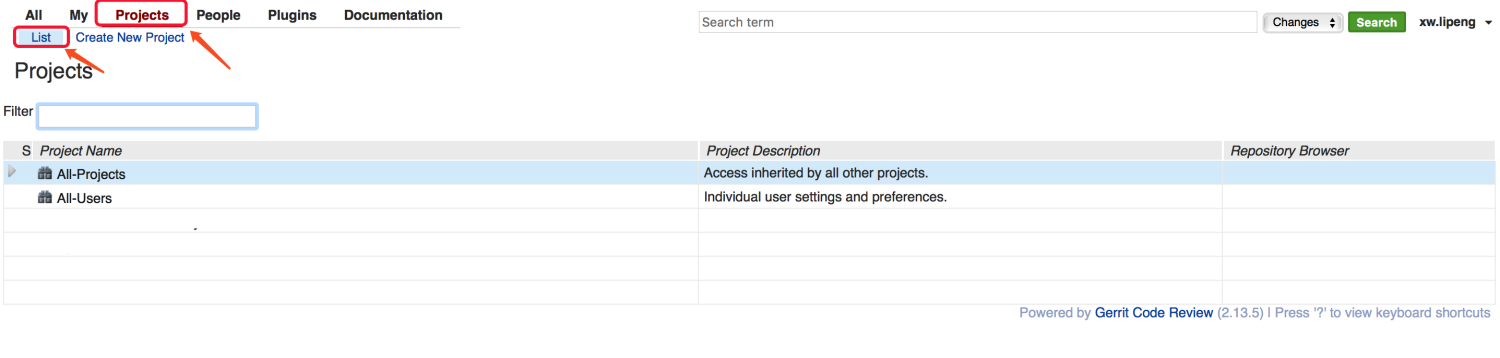 All My Projects People Plugins Documentation
Search term Changes Search xw.lipeng
List Create New Project
Projects
Filter
S Project Name Project Description Repository Browser
All-Projects Access inherited by all other projects.
All-Users Individual user settings and preferences.
Powered by Gerrit Code Review (2.13.5) | Press '?' to view keyboard shortcuts